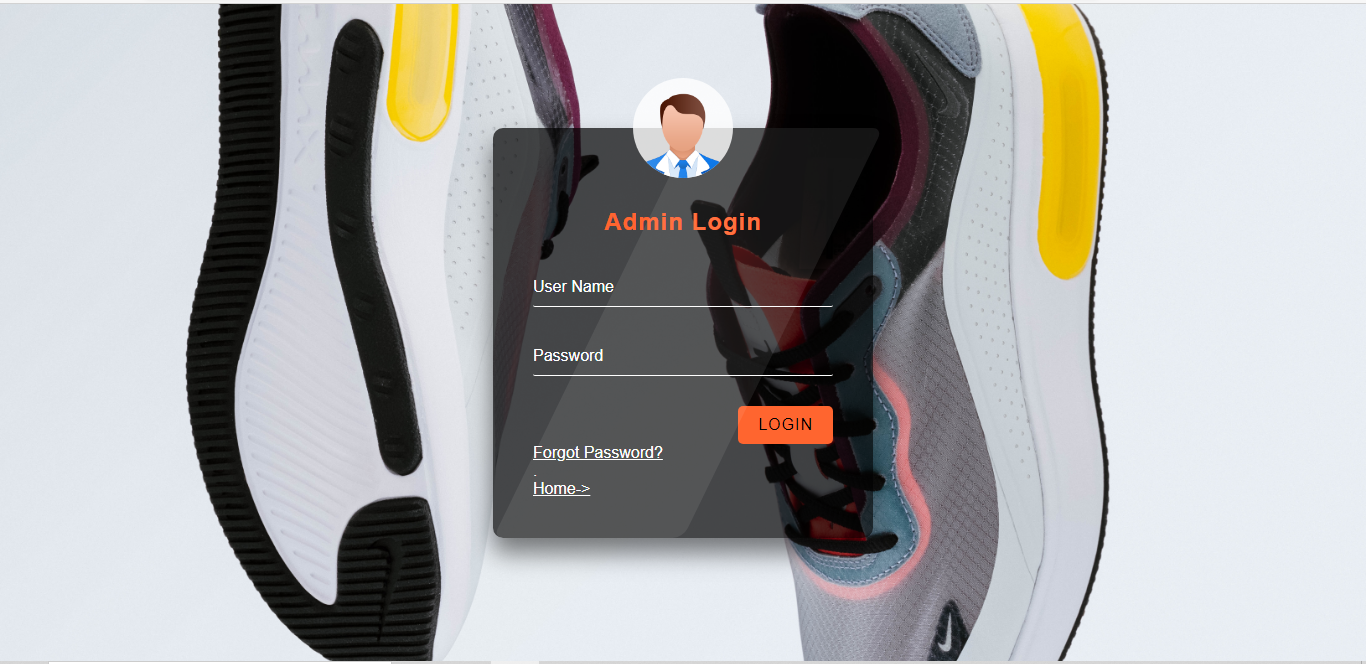 Admin Login
User Name
Password
LOGIN
Forgot Password?
.
Home->